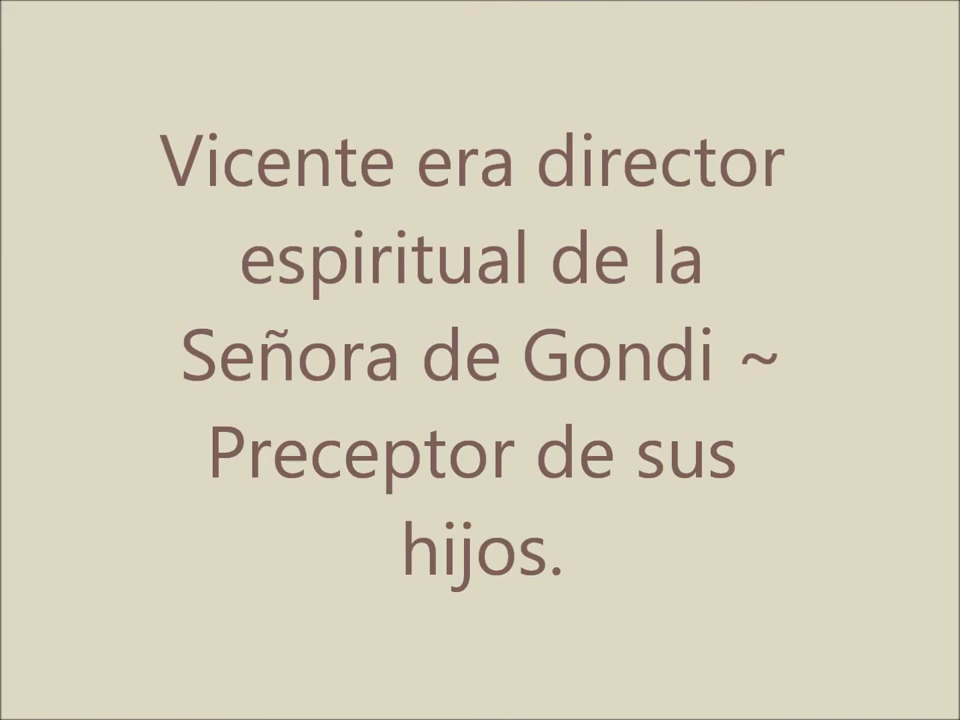 Vicente era director
espiritual de la
Señora de Gondi ~
Preceptor de sus
hijos.